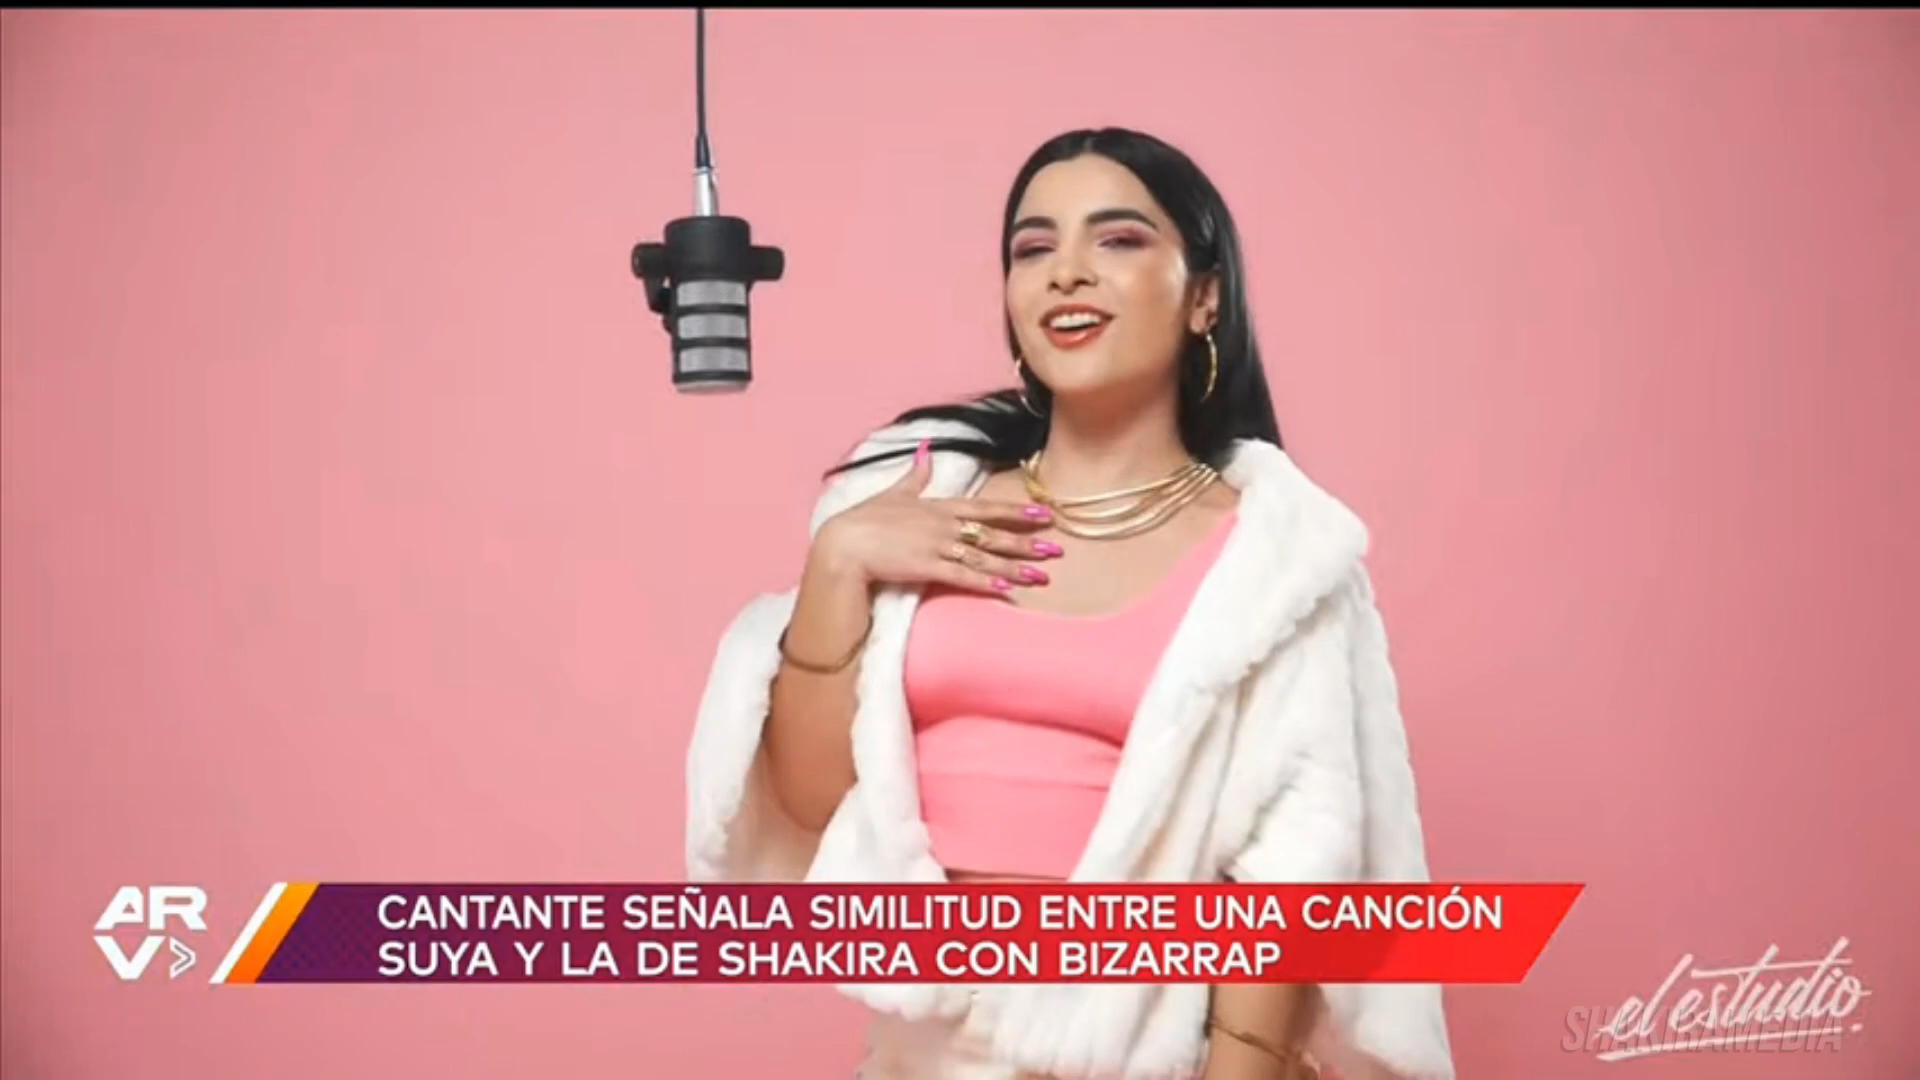 ARV
CANTANTE SEÑALA SIMILITUD ENTRE UNA CANCIÓN
SUYA Y LA DE SHAKIRA CON BIZARRAP
el estudio.
SHAKIRAMEDIA